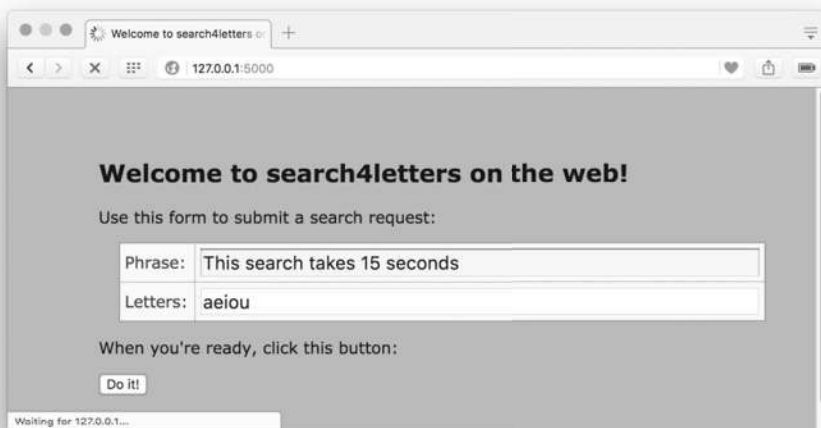 Welcome to search4letters o
127.0.0.1:5000
Welcome to search4letters on the web!
Use this form to submit a search request:
Phrase: This search takes 15 seconds
Letters: aeiou
When you're ready, click this button:
Do it!
Waiting for 127.0.0.1...